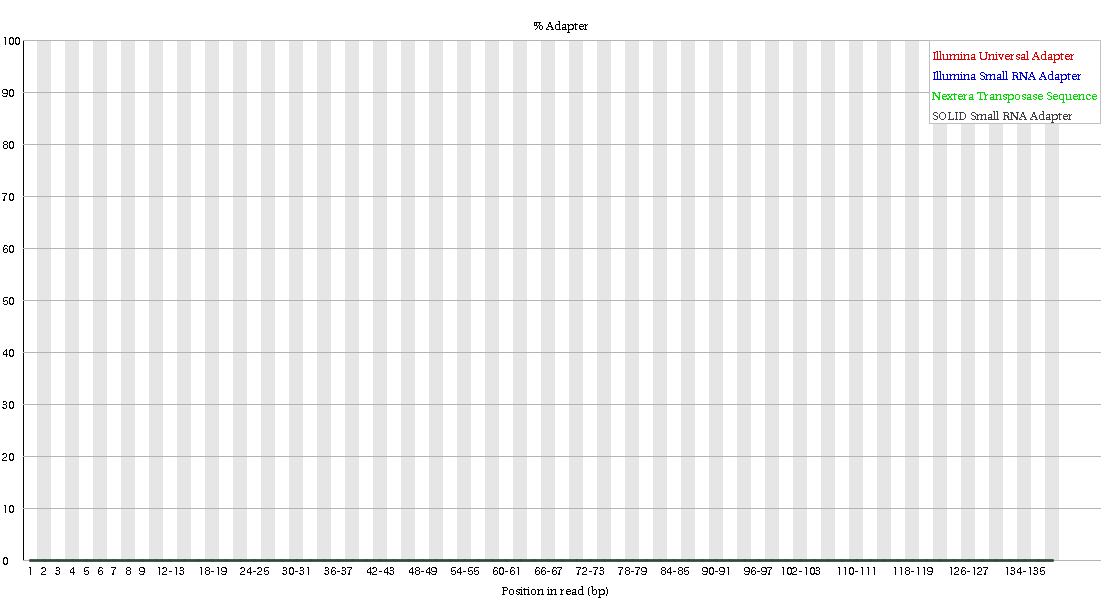 % Adapter
100
90
80
70
60
50
40
30
20
10
0
Illumina Universal Adapter
Illumina Small RNA Adapter
Nextera Transposase Sequence
SOLID Small RNA Adapter
1 2 3 4 5 6 7 8 9 12-13 18-19 24-25 30-31 36-37 42-43 48-49 54-55 60-61 66-67 72-73 78-79 84-85 90-91 96-97 102-103 110-111 118-119 126-127 134-135
Position in read (bp)